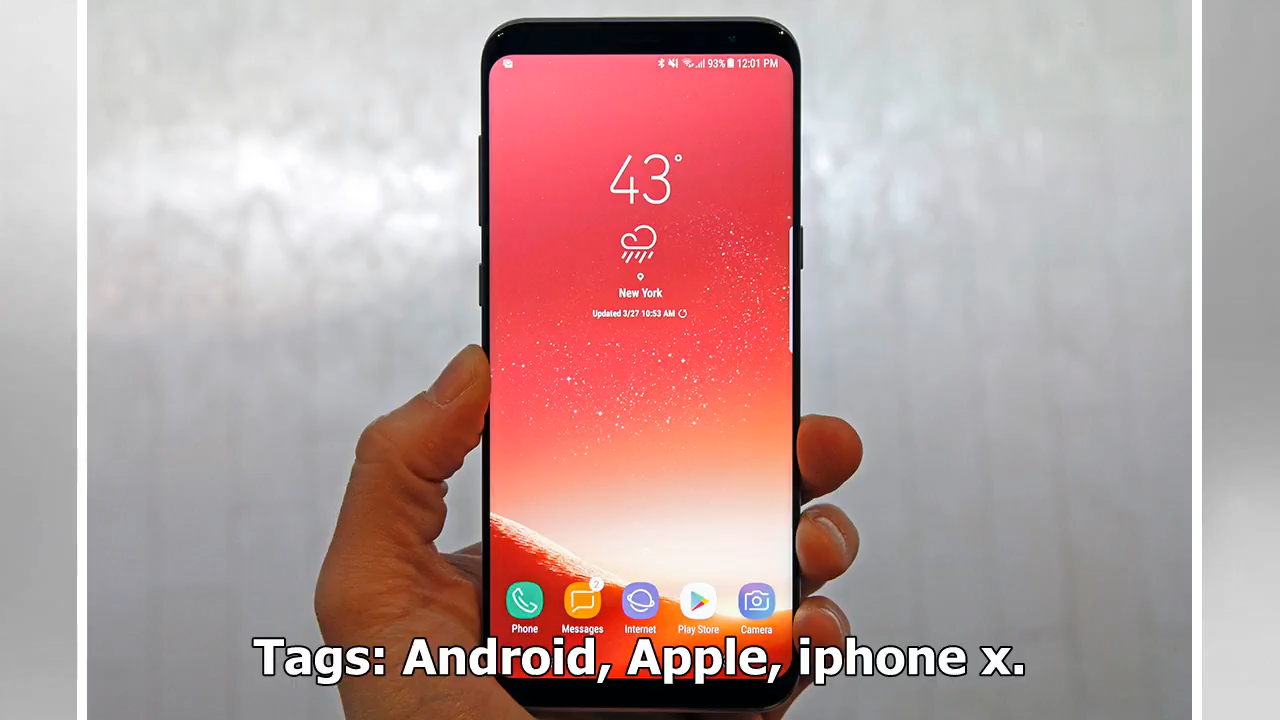 93% 12:01 PM
43°
New York
Updated 3/27 10:53 AM
2
Phone Messages Internet Play Store Camera
Tags: Android, Apple, iphone x.